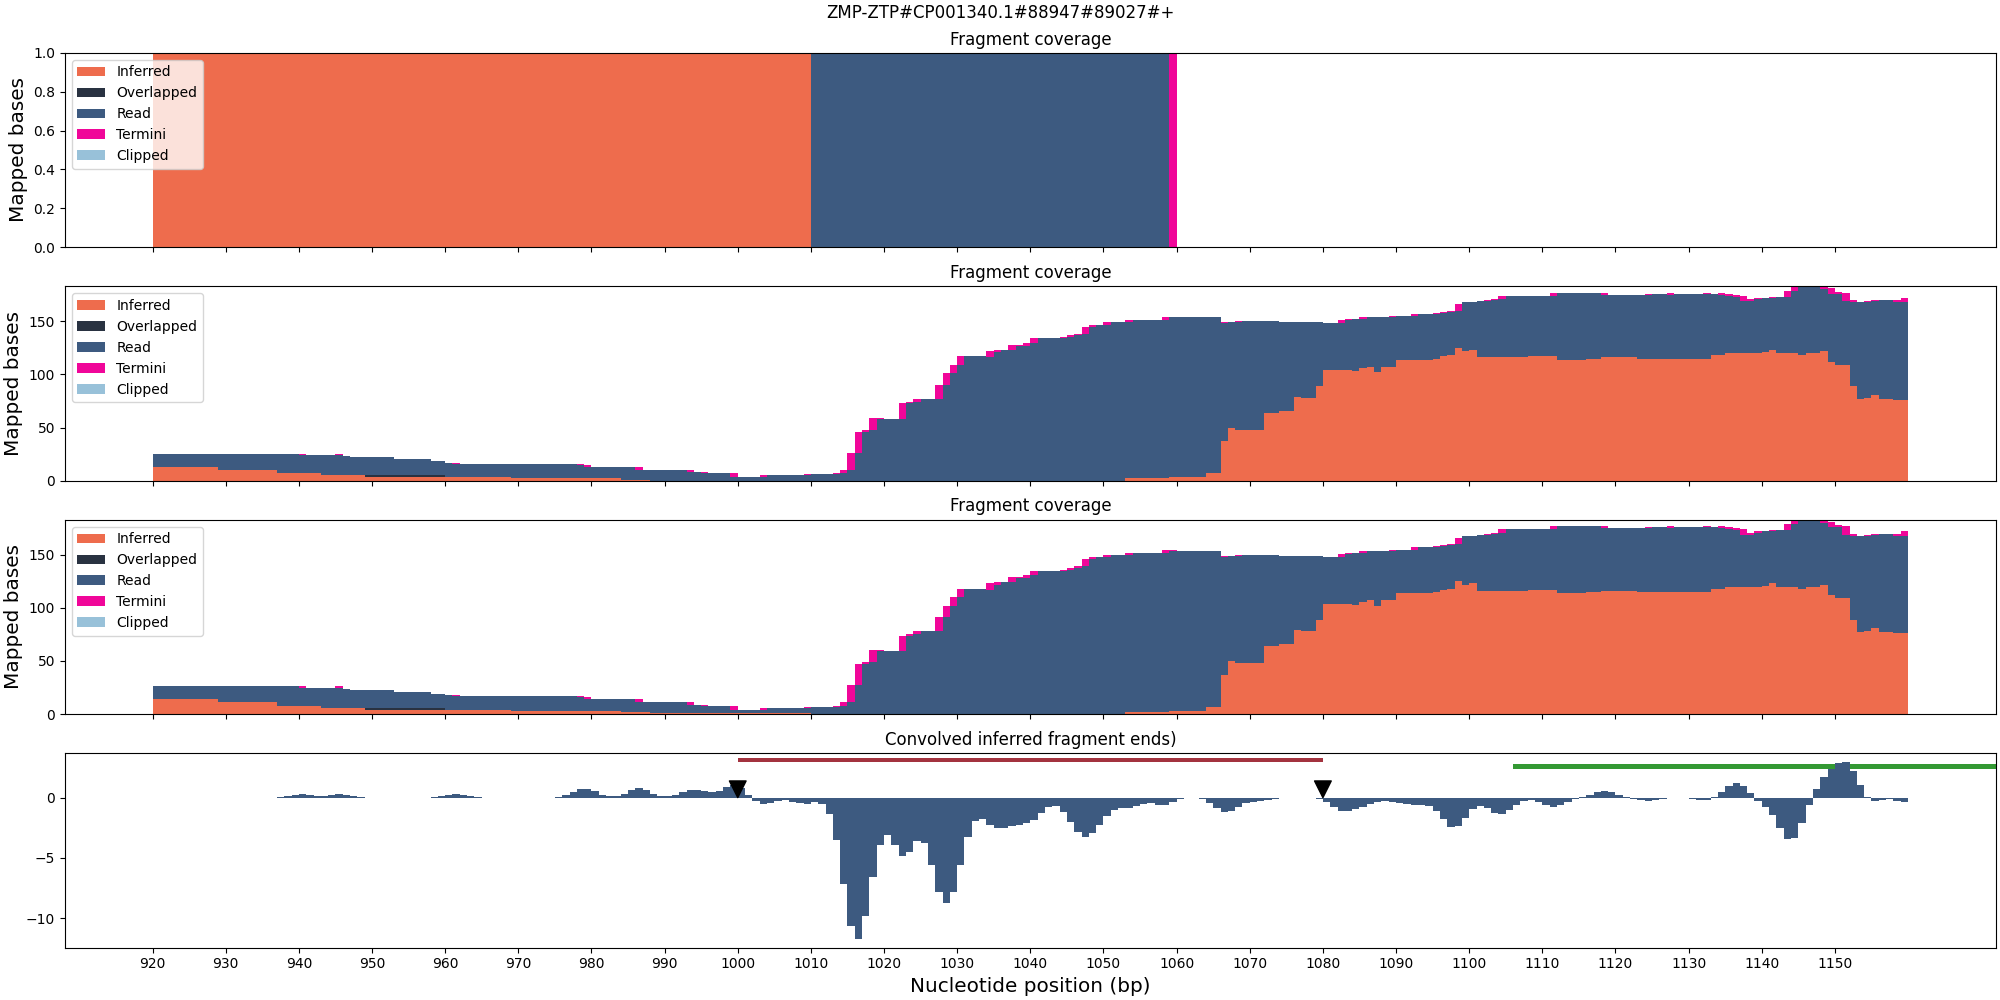 ZMP-ZTP#CP001340.1#88947#89027#+
Fragment coverage
Mapped bases
1.0
0.8
0.6
0.4
0.2
0.0
Inferred
Overlapped
Read
Termini
Clipped
Fragment coverage
Mapped bases
150
100
50
0
Inferred
Overlapped
Read
Termini
Clipped
Fragment coverage
Mapped bases
150
100
50
0
Inferred
Overlapped
Read
Termini
Clipped
Convolved inferred fragment ends)
0
−5
−10
920 930 940 950 960 970 980 990 1000 1010 1020 1030 1040 1050 1060 1070 1080 1090 1100 1110 1120 1130 1140 1150
Nucleotide position (bp)